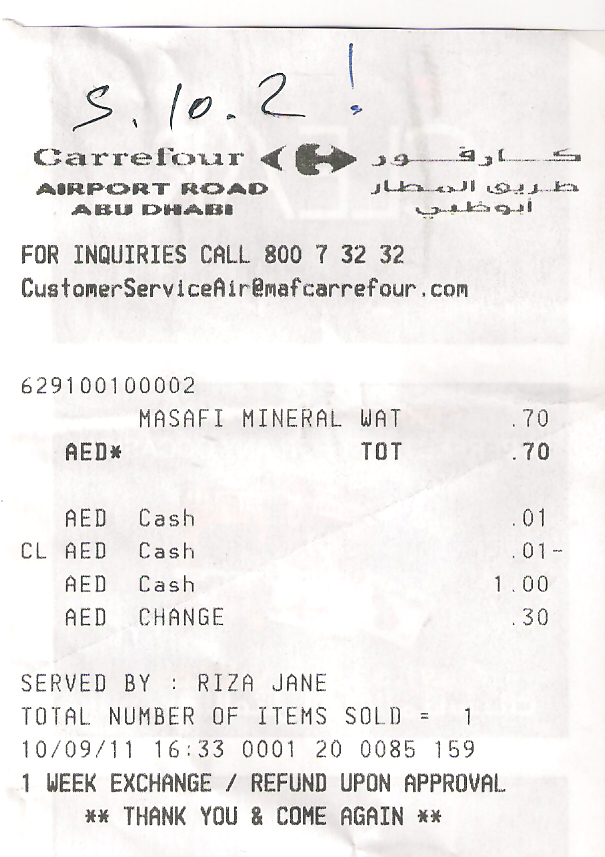 S. 10. 2 !
Carrefour كارفور
AIRPORT ROAD طريق المطار
ABU DHABI أبوظبي
FOR INQUIRIES CALL 800 7 32 32
CustomerServiceAir@mafcarrefour.com
629100100002
MASAFI MINERAL WAT .70
AED* TOT .70
AED Cash .01
CL AED Cash .01-
AED Cash 1.00
AED CHANGE .30
SERVED BY : RIZA JANE
TOTAL NUMBER OF ITEMS SOLD = 1
10/09/11 16:33 0001 20 0085 159
1 WEEK EXCHANGE / REFUND UPON APPROVAL
** THANK YOU & COME AGAIN **